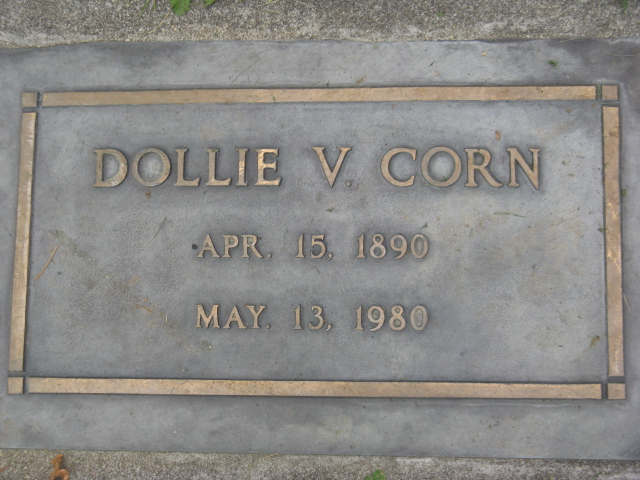 DOLLIE V. CORN
APR. 15, 1890
MAY. 13, 1980